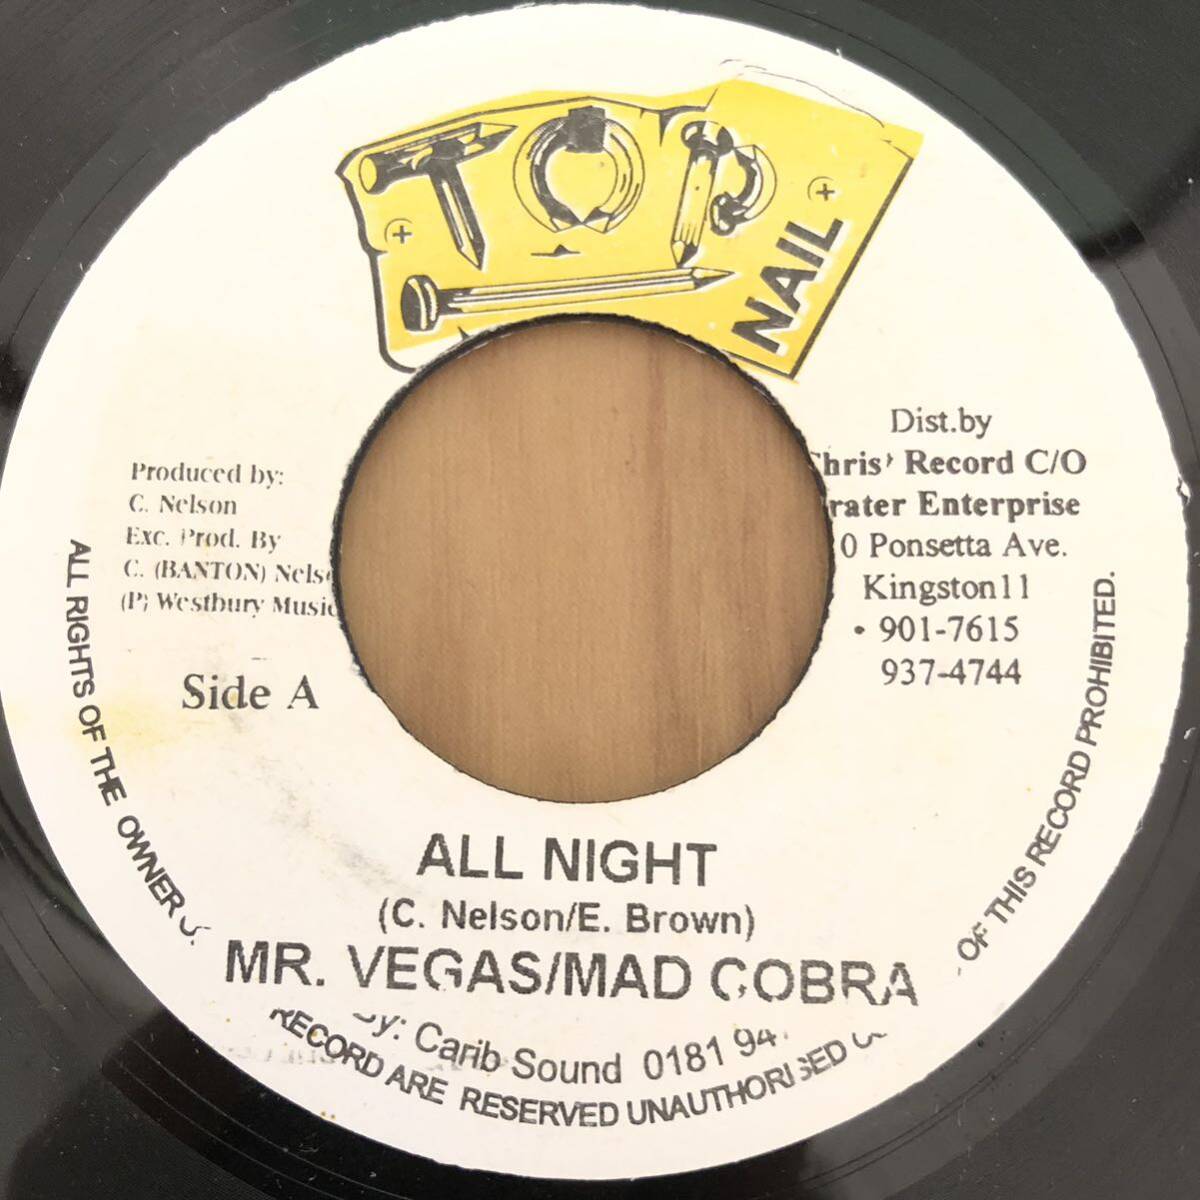 TOP
NAIL
Produced by:
C. Nelson
Exc. Prod. By
C. (BANTON) Nels
(P) Westbury Music
Side A
Dist.by
Chris' Record C/O
rater Enterprise
0 Ponsetta Ave.
Kingston11
• 901-7615
937-4744
ALL NIGHT
(C. Nelson/E. Brown)
MR. VEGAS/MAD COBRA
By: Carib Sound 0181 94
ALL RIGHTS OF THE OWNER
RECORD ARE RESERVED UNAUTHORISED
OF THIS RECORD PROHIBITED.